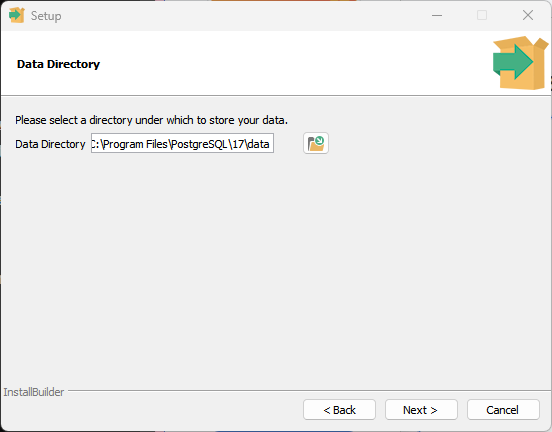 Setup
Data Directory
Please select a directory under which to store your data.
Data Directory C:\Program Files\PostgreSQL\17\data
InstallBuilder
< Back Next > Cancel